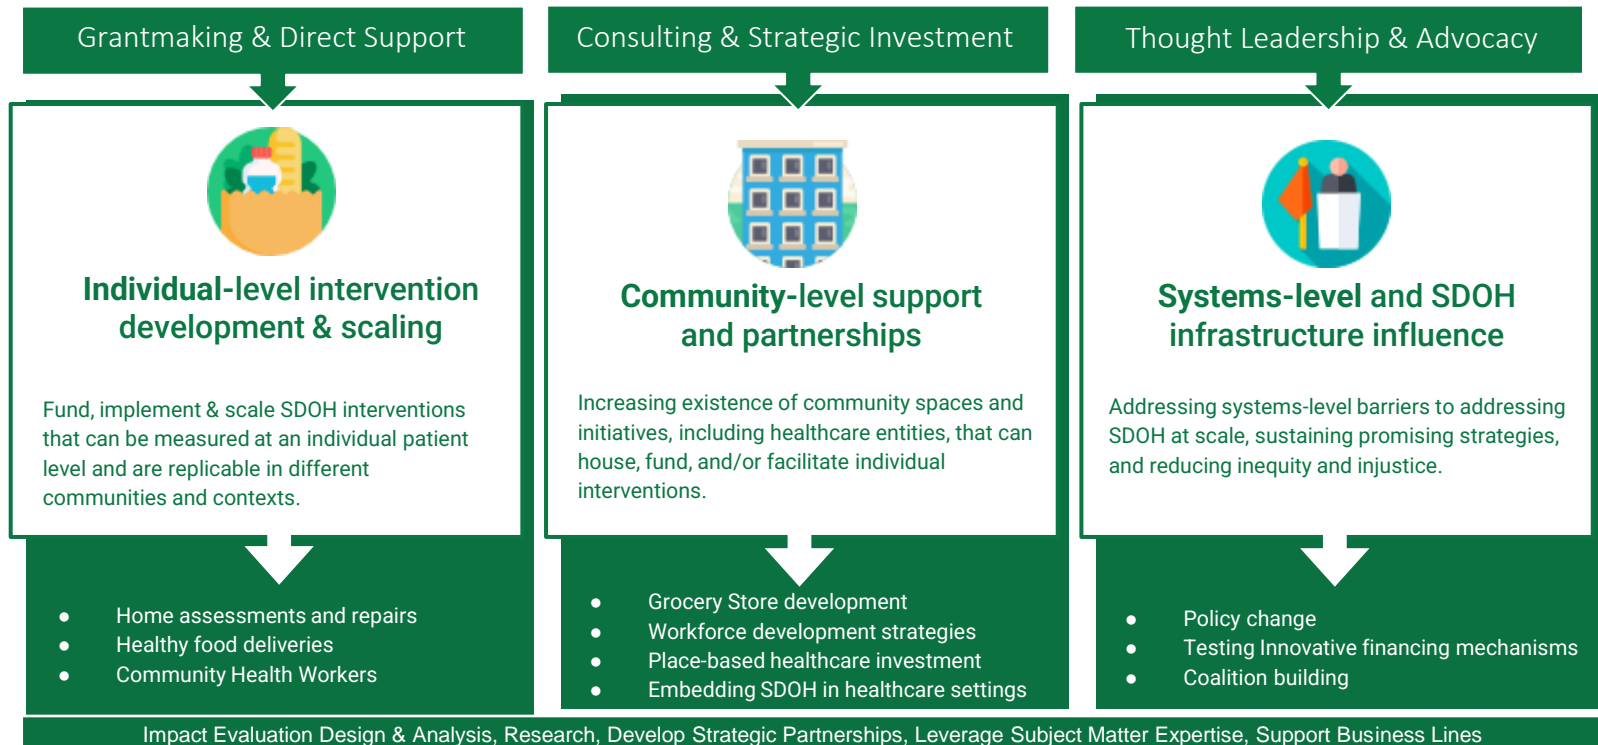 Grantmaking & Direct Support
Individual-level intervention
development & scaling
Fund, implement & scale SDOH interventions
that can be measured at an individual patient
level and are replicable in different
communities and contexts.
● Home assessments and repairs
● Healthy food deliveries
● Community Health Workers
Consulting & Strategic Investment
Community-level support
and partnerships
Increasing existence of community spaces and
initiatives, including healthcare entities, that can
house, fund, and/or facilitate individual
interventions.
● Grocery Store development
● Workforce development strategies
● Place-based healthcare investment
● Embedding SDOH in healthcare settings
Thought Leadership & Advocacy
Systems-level and SDOH
infrastructure influence
Addressing systems-level barriers to addressing
SDOH at scale, sustaining promising strategies,
and reducing inequity and injustice.
● Policy change
● Testing Innovative financing mechanisms
● Coalition building
Impact Evaluation Design & Analysis, Research, Develop Strategic Partnerships, Leverage Subject Matter Expertise, Support Business Lines